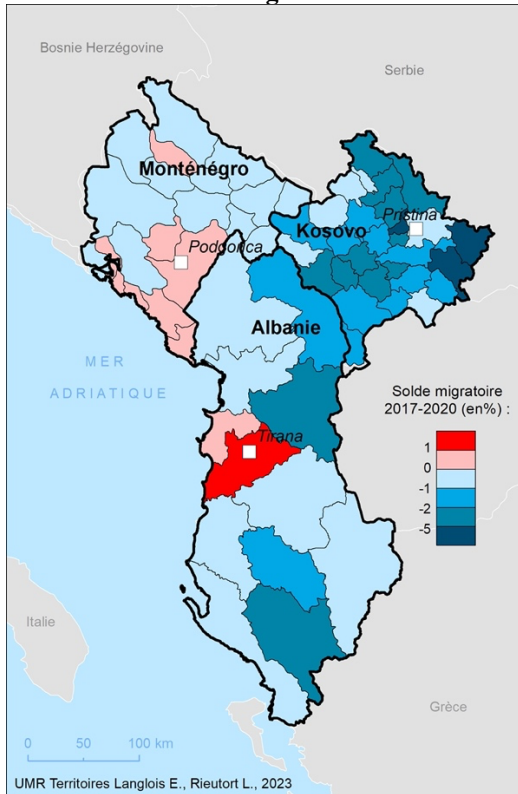 Bosnie Herzégovine
Serbie
Monténégro
Pristina
Kosovo
Podgorica
Albanie
MER
ADRIATIQUE
Solde migratoire
2017-2020 (en%) :
1
0
-1
-2
-5
Tirana
Italie
Grèce
0 50 100 km
UMR Territoires Langlois E., Rieutort L., 2023